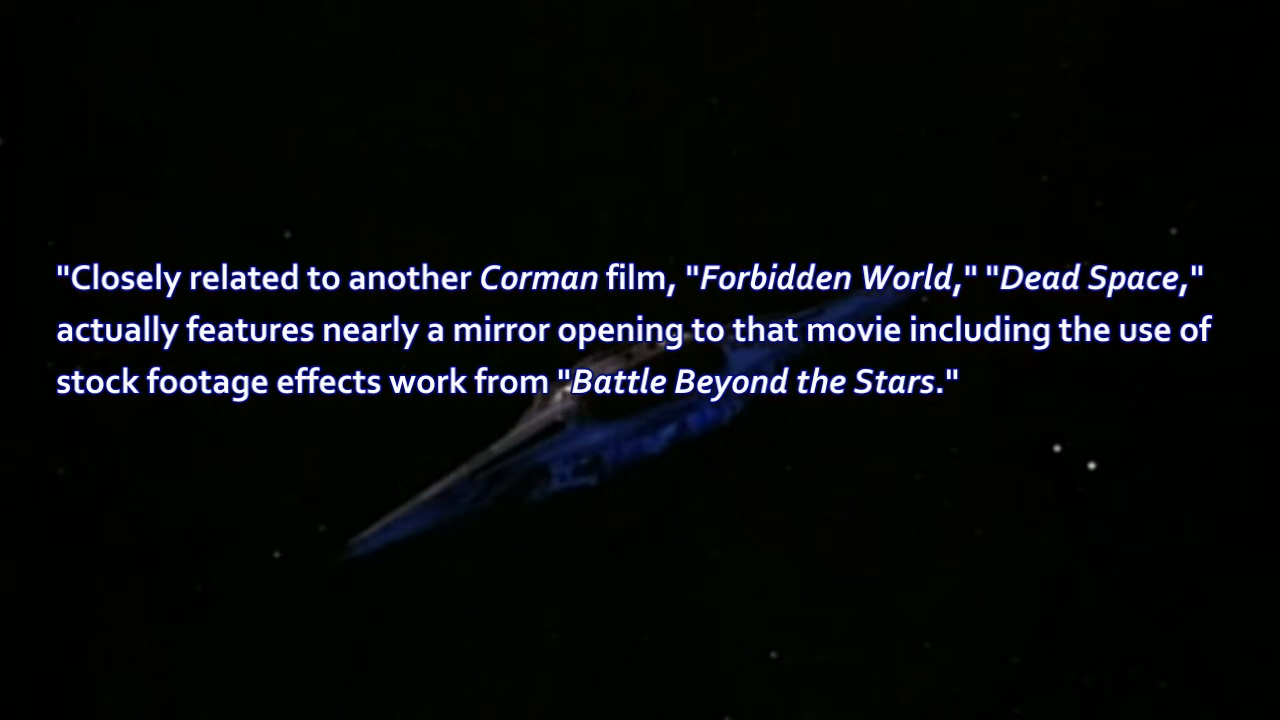 "Closely related to another Corman film, "Forbidden World," "Dead Space,"
actually features nearly a mirror opening to that movie including the use of
stock footage effects work from "Battle Beyond the Stars."